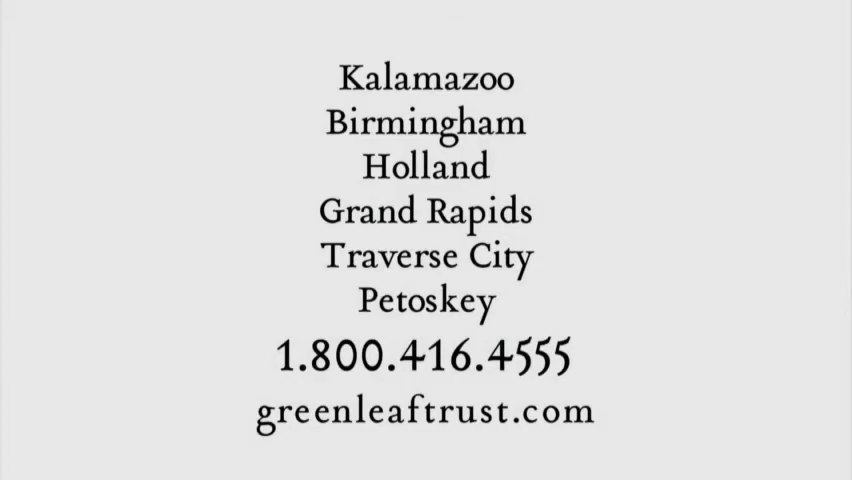 Kalamazoo
Birmingham
Holland
Grand Rapids
Traverse City
Petoskey
1.800.416.4555
greenleaftrust.com